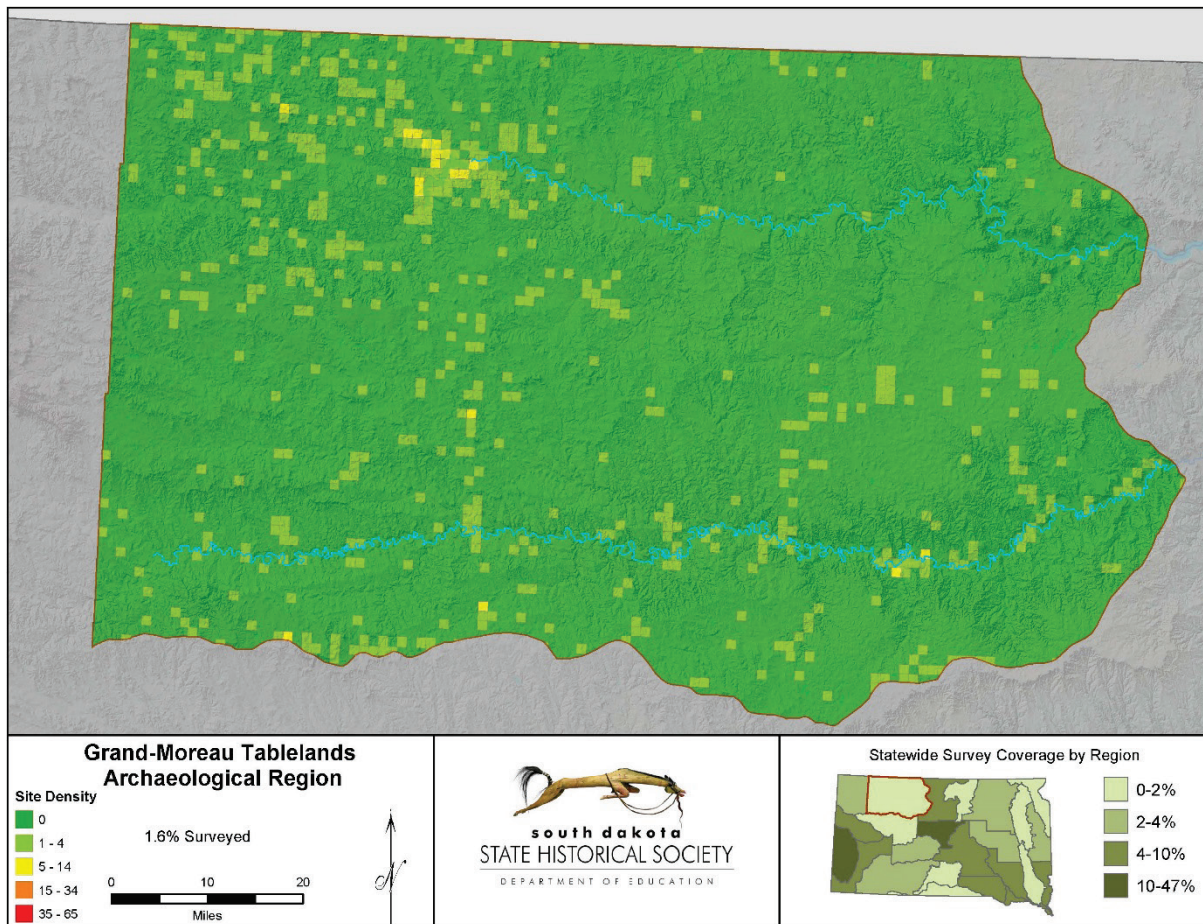 Grand-Moreau Tablelands
Archaeological Region
Site Density
0
1 - 4
5 - 14
15 - 34
35 - 65
1.6% Surveyed
0 10 20
Miles
N
south dakota
STATE HISTORICAL SOCIETY
DEPARTMENT OF EDUCATION
Statewide Survey Coverage by Region
0-2%
2-4%
4-10%
10-47%